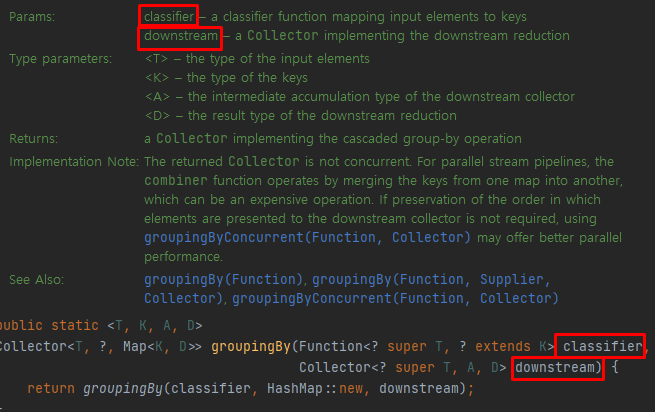 Params: classifier – a classifier function mapping input elements to keys
downstream – a Collector implementing the downstream reduction
Type parameters: <T> – the type of the input elements
<K> – the type of the keys
<A> – the intermediate accumulation type of the downstream collector
<D> – the result type of the downstream reduction
Returns: a Collector implementing the cascaded group-by operation
Implementation Note: The returned Collector is not concurrent. For parallel stream pipelines, the
combiner function operates by merging the keys from one map into another,
which can be an expensive operation. If preservation of the order in which
elements are presented to the downstream collector is not required, using
groupingByConcurrent(Function, Collector) may offer better parallel
performance.
See Also: groupingBy(Function), groupingBy(Function, Supplier,
Collector), groupingByConcurrent(Function, Collector)
public static <T, K, A, D>
Collector<T, ?, Map<K, D>> groupingBy(Function<? super T, ? extends K> classifier,
Collector<? super T, A, D> downstream) {
return groupingBy(classifier, HashMap::new, downstream);